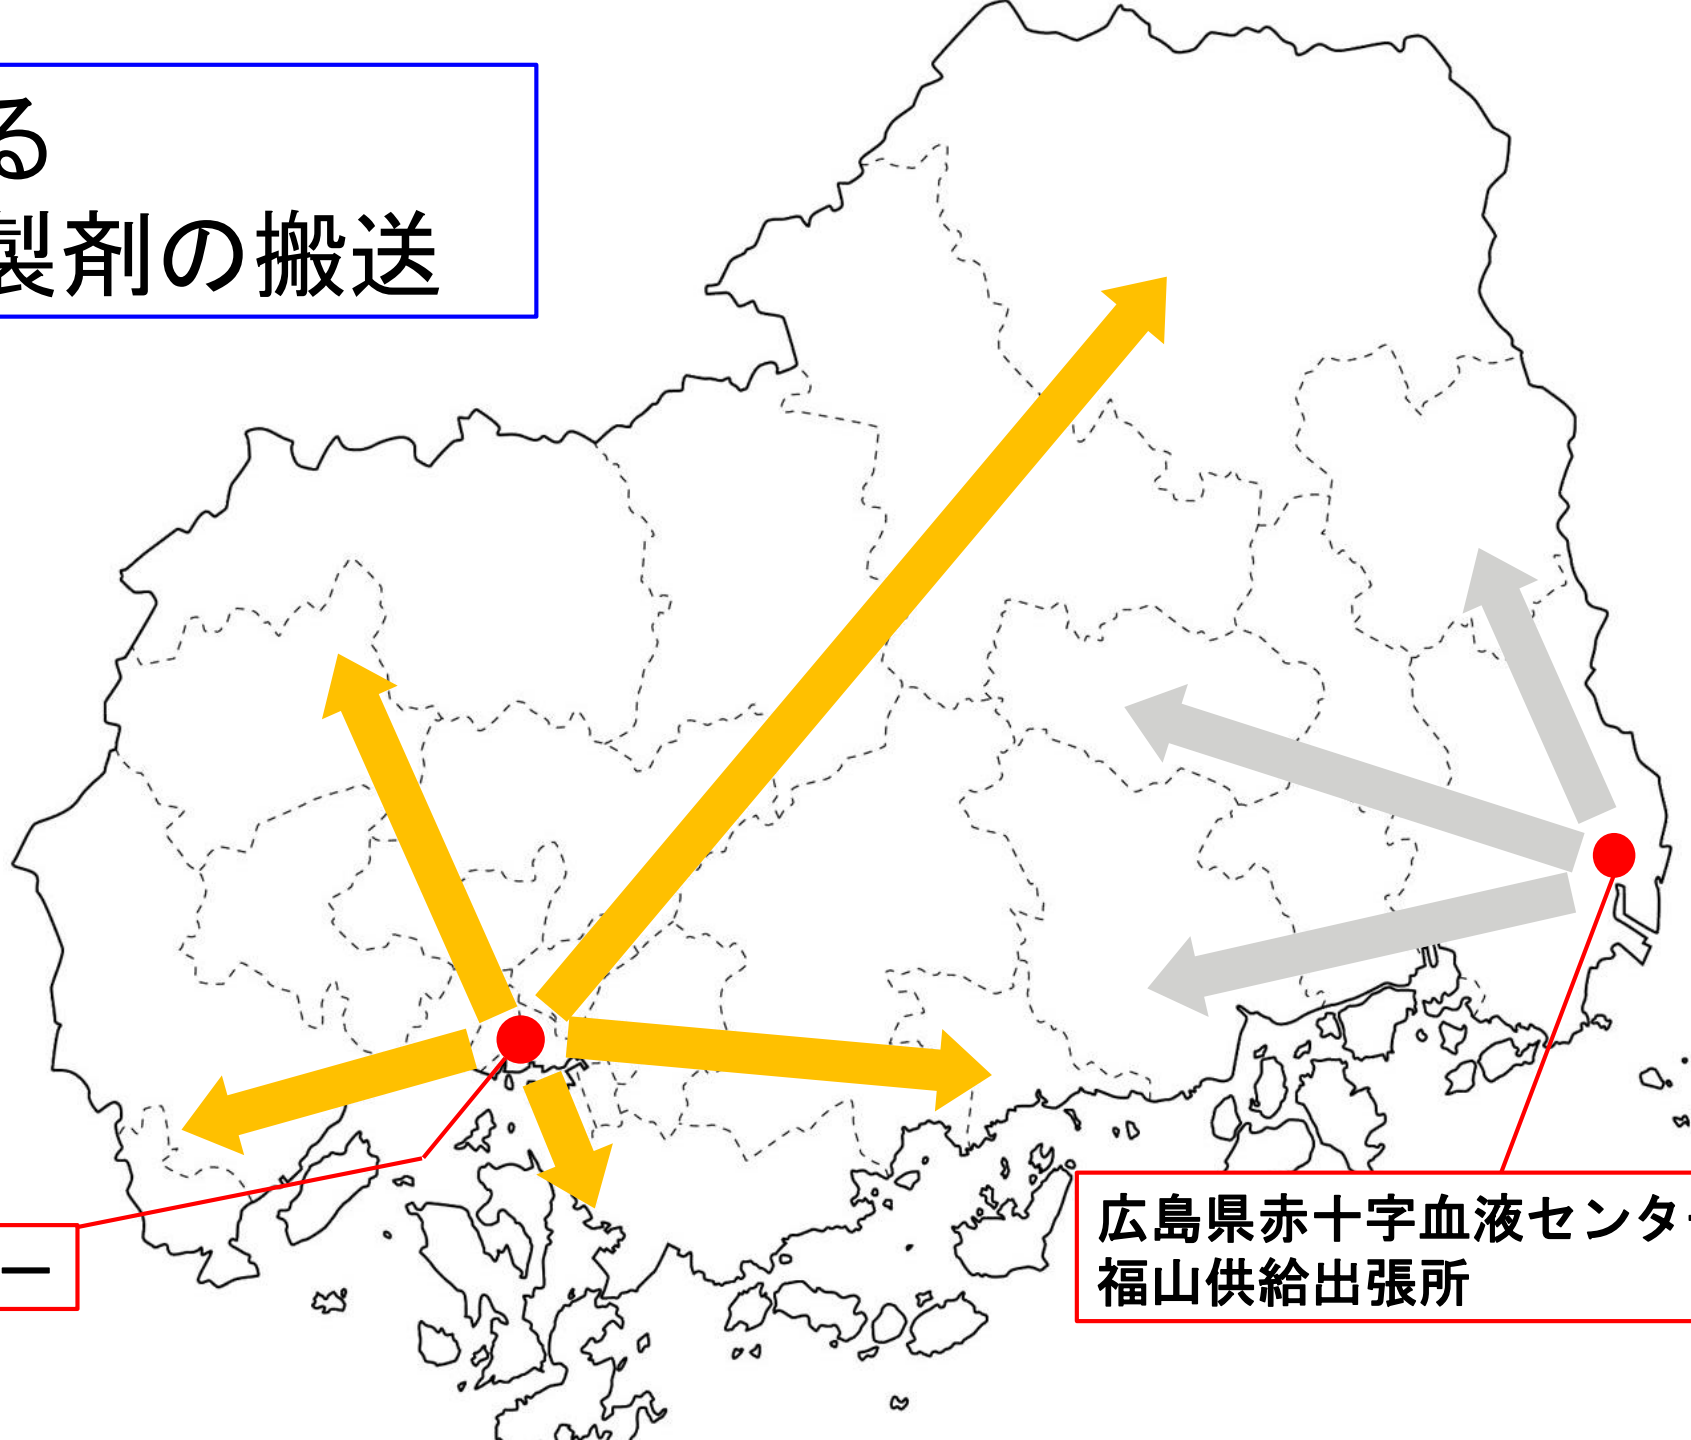 る
製剤の搬送
ー
広島県赤十字血液センター
福山供給出張所